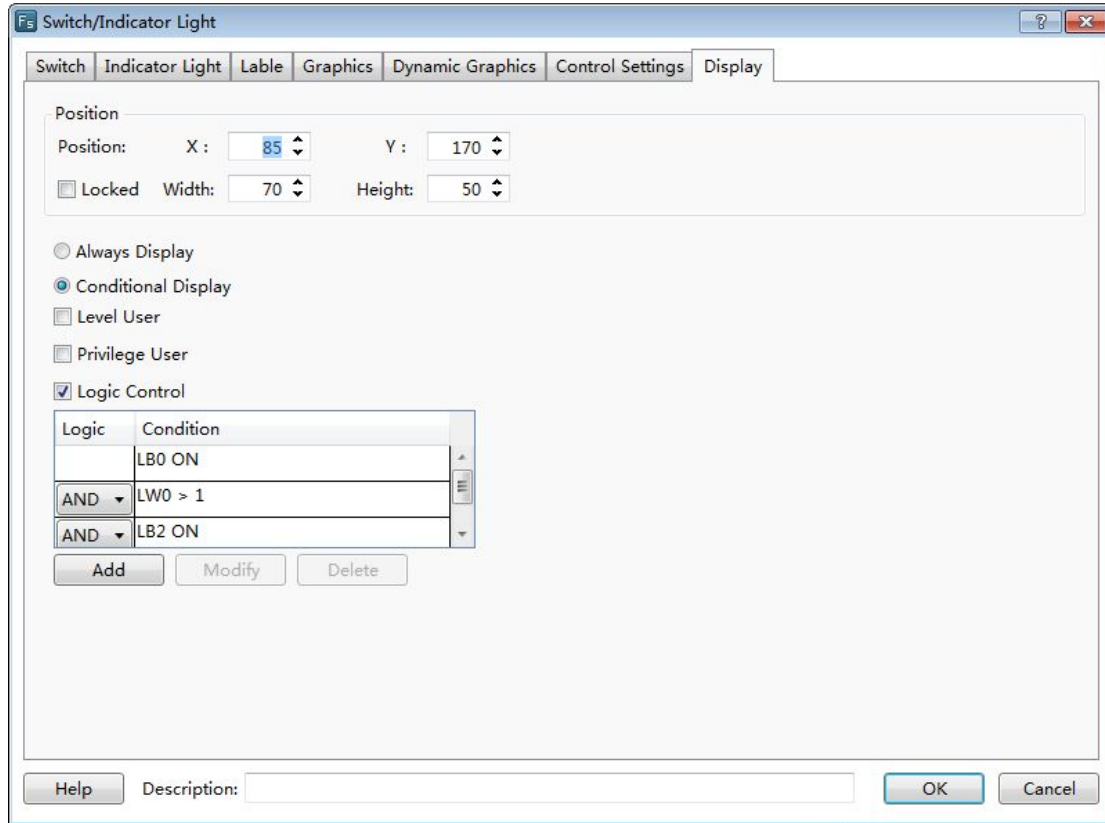 Fs Switch/Indicator Light ?
Switch Indicator Light Lable Graphics Dynamic Graphics Control Settings Display
Position
Position: X : 85 Y : 170
Locked Width: 70 Height: 50
Always Display
Conditional Display
Level User
Privilege User
Logic Control
Logic Condition
LB0 ON
AND LW0 > 1
AND LB2 ON
Add Modify Delete
Help Description: OK Cancel